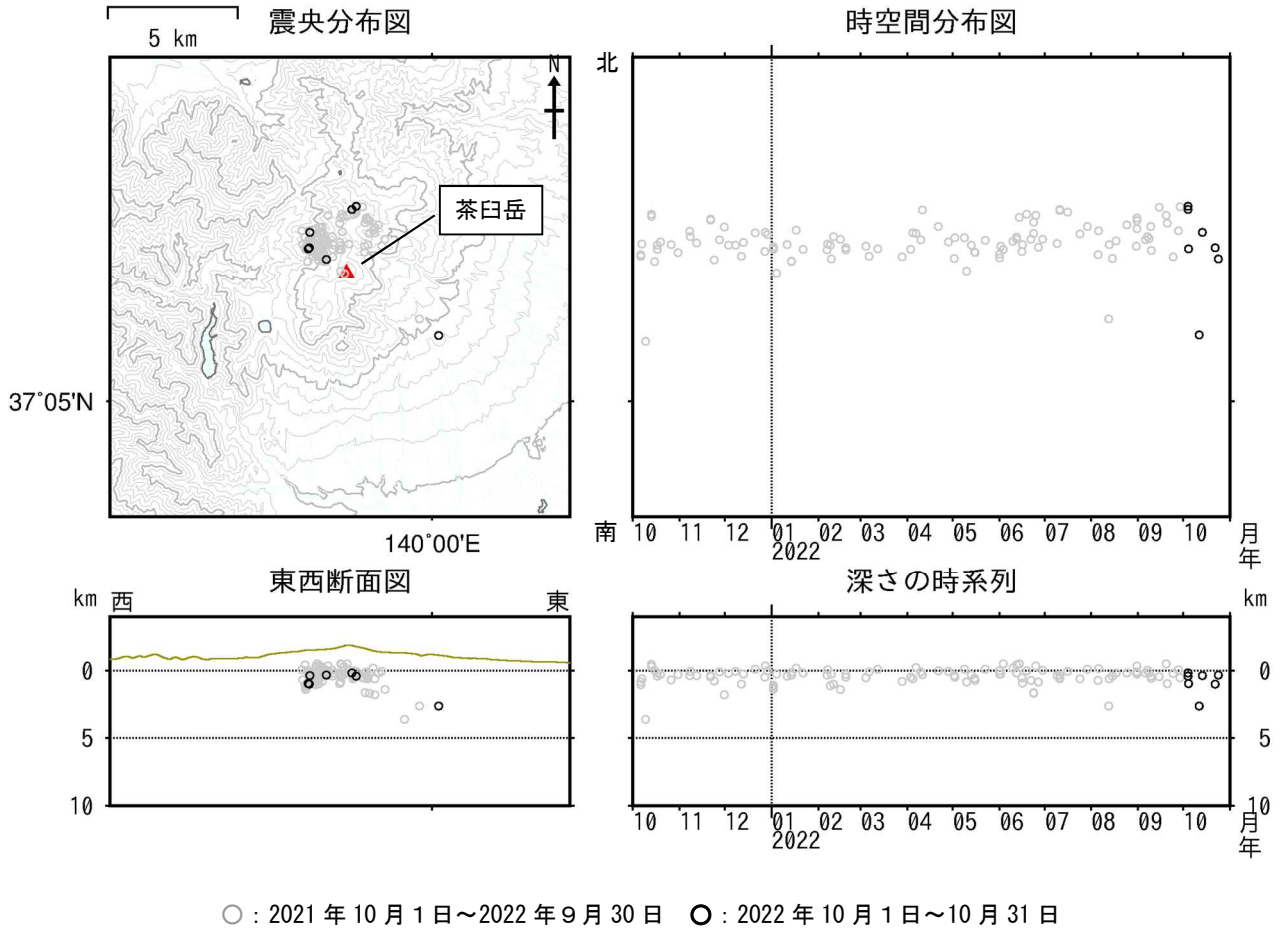 震央分布図
5 km
N
茶臼岳
37°05'N
140°00'E
時空間分布図
北
南
10 11 12 01 02 03 04 05 06 07 08 09 10 月
2022 年
東西断面図
km 西 東
0
5
10
深さの時系列
km
0
5
10
10 11 12 01 02 03 04 05 06 07 08 09 10 月
2022 年
○:2021 年 10 月 1 日~2022 年9月 30 日 ○:2022 年 10 月 1 日~10 月 31 日